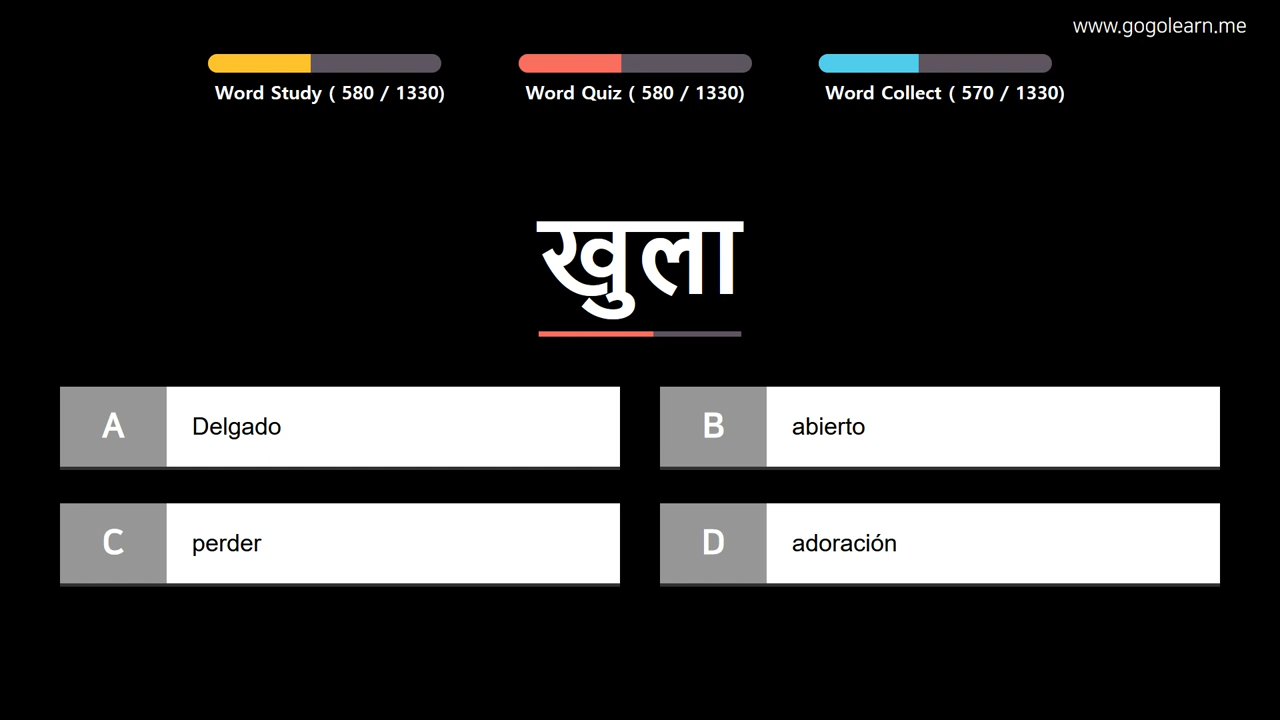 www.gogolearn.me
Word Study ( 580 / 1330)
Word Quiz ( 580 / 1330)
Word Collect ( 570 / 1330)
खुला
A Delgado
B abierto
C perder
D adoración